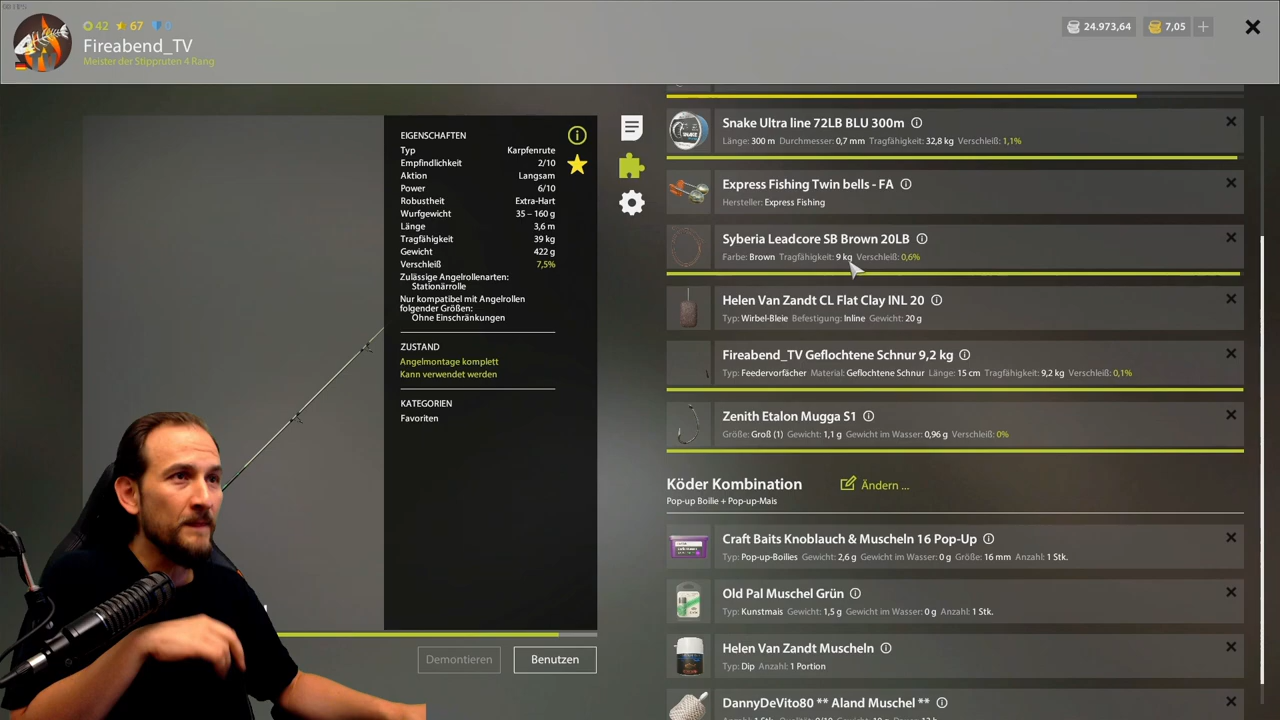 42 67 0
Fireabend_TV
Meister der Stippruten 4 Rang
24.973,64 7,05
EIGENSCHAFTEN
Typ Karpfenrute
Empfindlichkeit 2/10
Aktion Langsam
Power 6/10
Robustheit Extra-Hart
Wurfgewicht 35 – 160 g
Länge 3,6 m
Tragfähigkeit 39 kg
Gewicht 422 g
Verschleiß 7,5%
Zulässige Angelrollenarten:
Stationärrolle
Nur kompatibel mit Angelrollen
folgender Größen:
Ohne Einschränkungen
ZUSTAND
Angelmontage komplett
Kann verwendet werden
KATEGORIEN
Favoriten
Demontieren
Benutzen
Snake Ultra line 72LB BLU 300m
Länge: 300 m Durchmesser: 0,7 mm Tragfähigkeit: 32,8 kg Verschleiß: 1,1%
Express Fishing Twin bells - FA
Hersteller: Express Fishing
Syberia Leadcore SB Brown 20LB
Farbe: Brown Tragfähigkeit: 9 kg Verschleiß: 0,6%
Helen Van Zandt CL Flat Clay INL 20
Typ: Wirbel-Bleie Befestigung: Inline Gewicht: 20 g
Fireabend_TV Geflochtene Schnur 9,2 kg
Typ: Feedervorfächer Material: Geflochtene Schnur Länge: 15 cm Tragfähigkeit: 9,2 kg Verschleiß: 0,1%
Zenith Etalon Mugga S1
Größe: Groß (1) Gewicht: 1,1 g Gewicht im Wasser: 0,96 g Verschleiß: 0%
Köder Kombination Ändern ...
Pop-up Boilie + Pop-up-Mais
Craft Baits Knoblauch & Muscheln 16 Pop-Up
Typ: Pop-up-Boilies Gewicht: 2,6 g Gewicht im Wasser: 0 g Größe: 16 mm Anzahl: 1 Stk.
Old Pal Muschel Grün
Typ: Kunstmais Gewicht: 1,5 g Gewicht im Wasser: 0 g Anzahl: 1 Stk.
Helen Van Zandt Muscheln
Typ: Dip Anzahl: 1 Portion
DannyDeVito80 ** Aland Muschel **